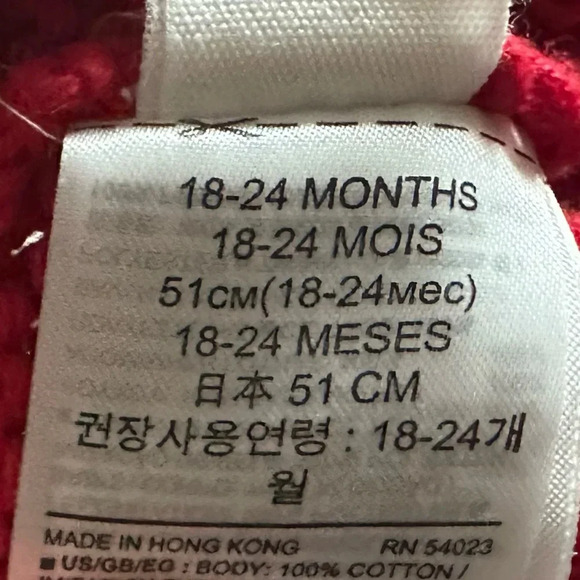 18-24 MONTHS
18-24 MOIS
51см(18-24мес)
18-24 MESES
日本 51 CM
권장사용연령 : 18-24개
월
MADE IN HONG KONG RN 54023
■ US/GB/EG : BODY: 100% COTTON /